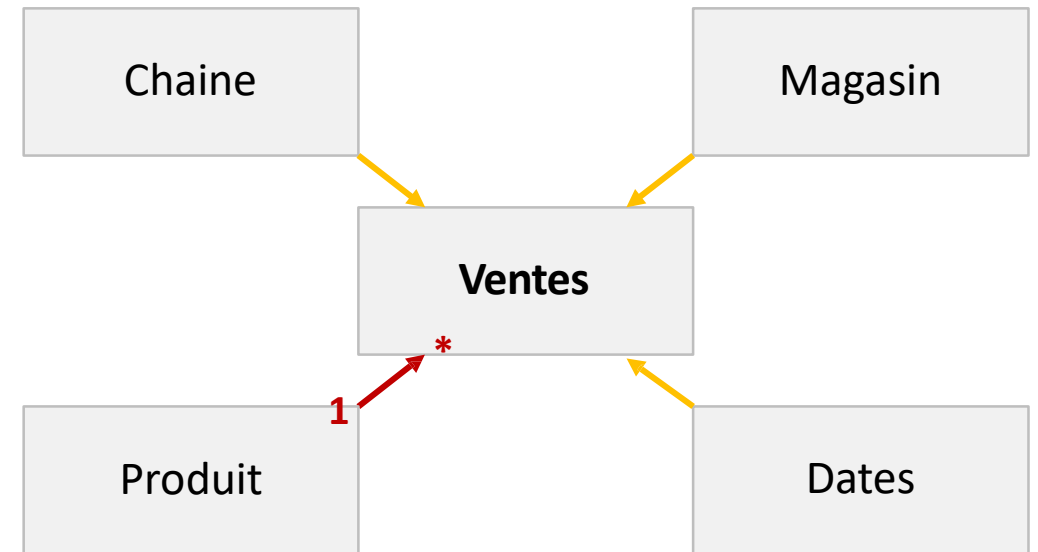 Chaine
Magasin
Ventes
*
1
Produit
Dates